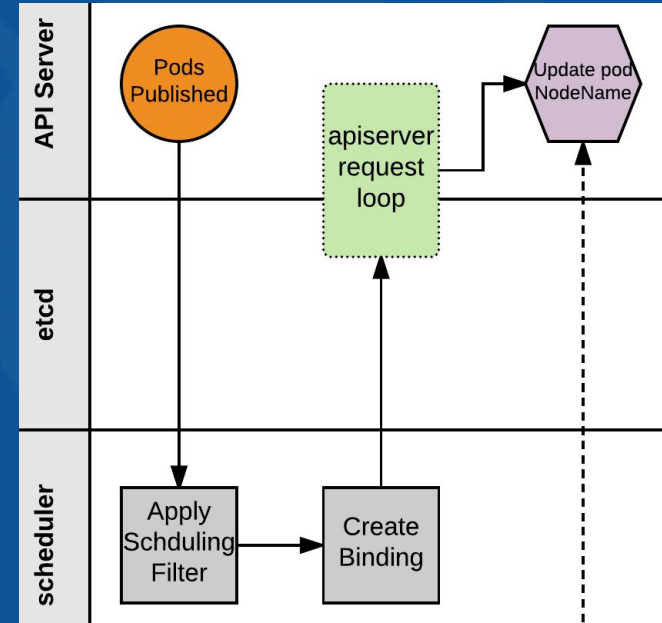 API Server
Pods
Published
apiserver
request
loop
Update pod
NodeName
etcd
scheduler
Apply
Schduling
Filter
Create
Binding